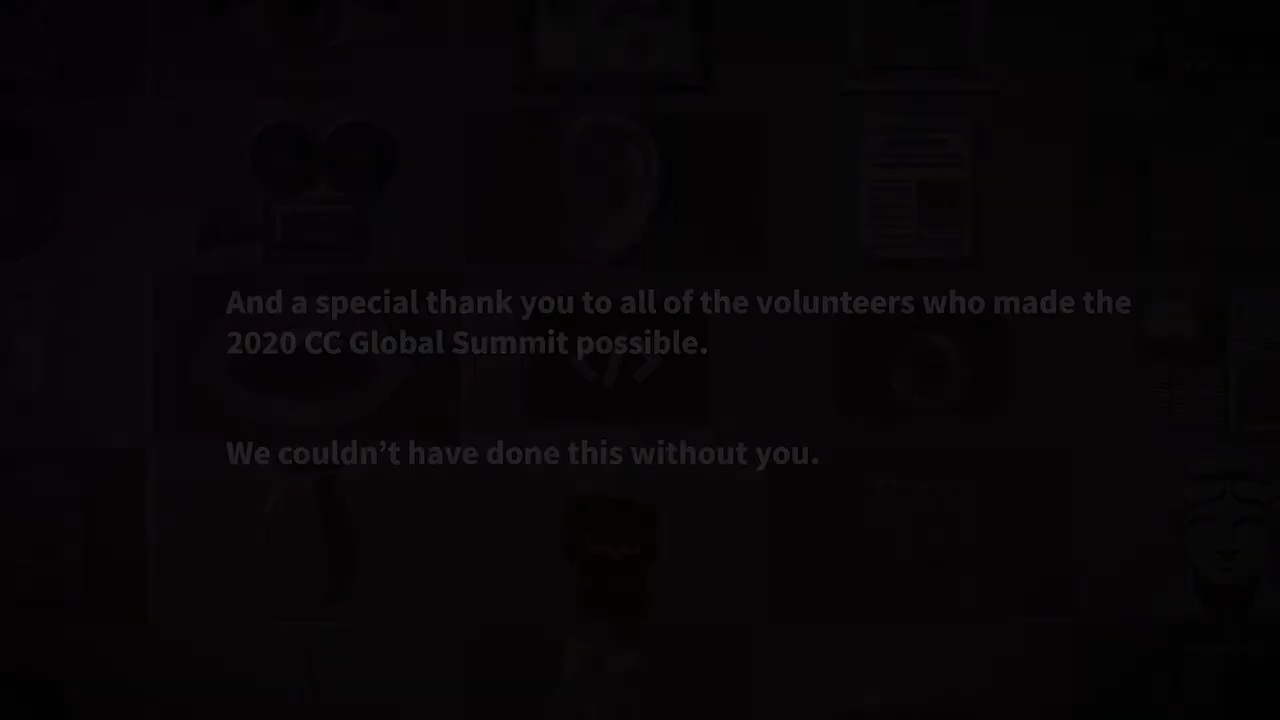 And a special thank you to all of the volunteers who made the
2020 CC Global Summit possible.
We couldn’t have done this without you.